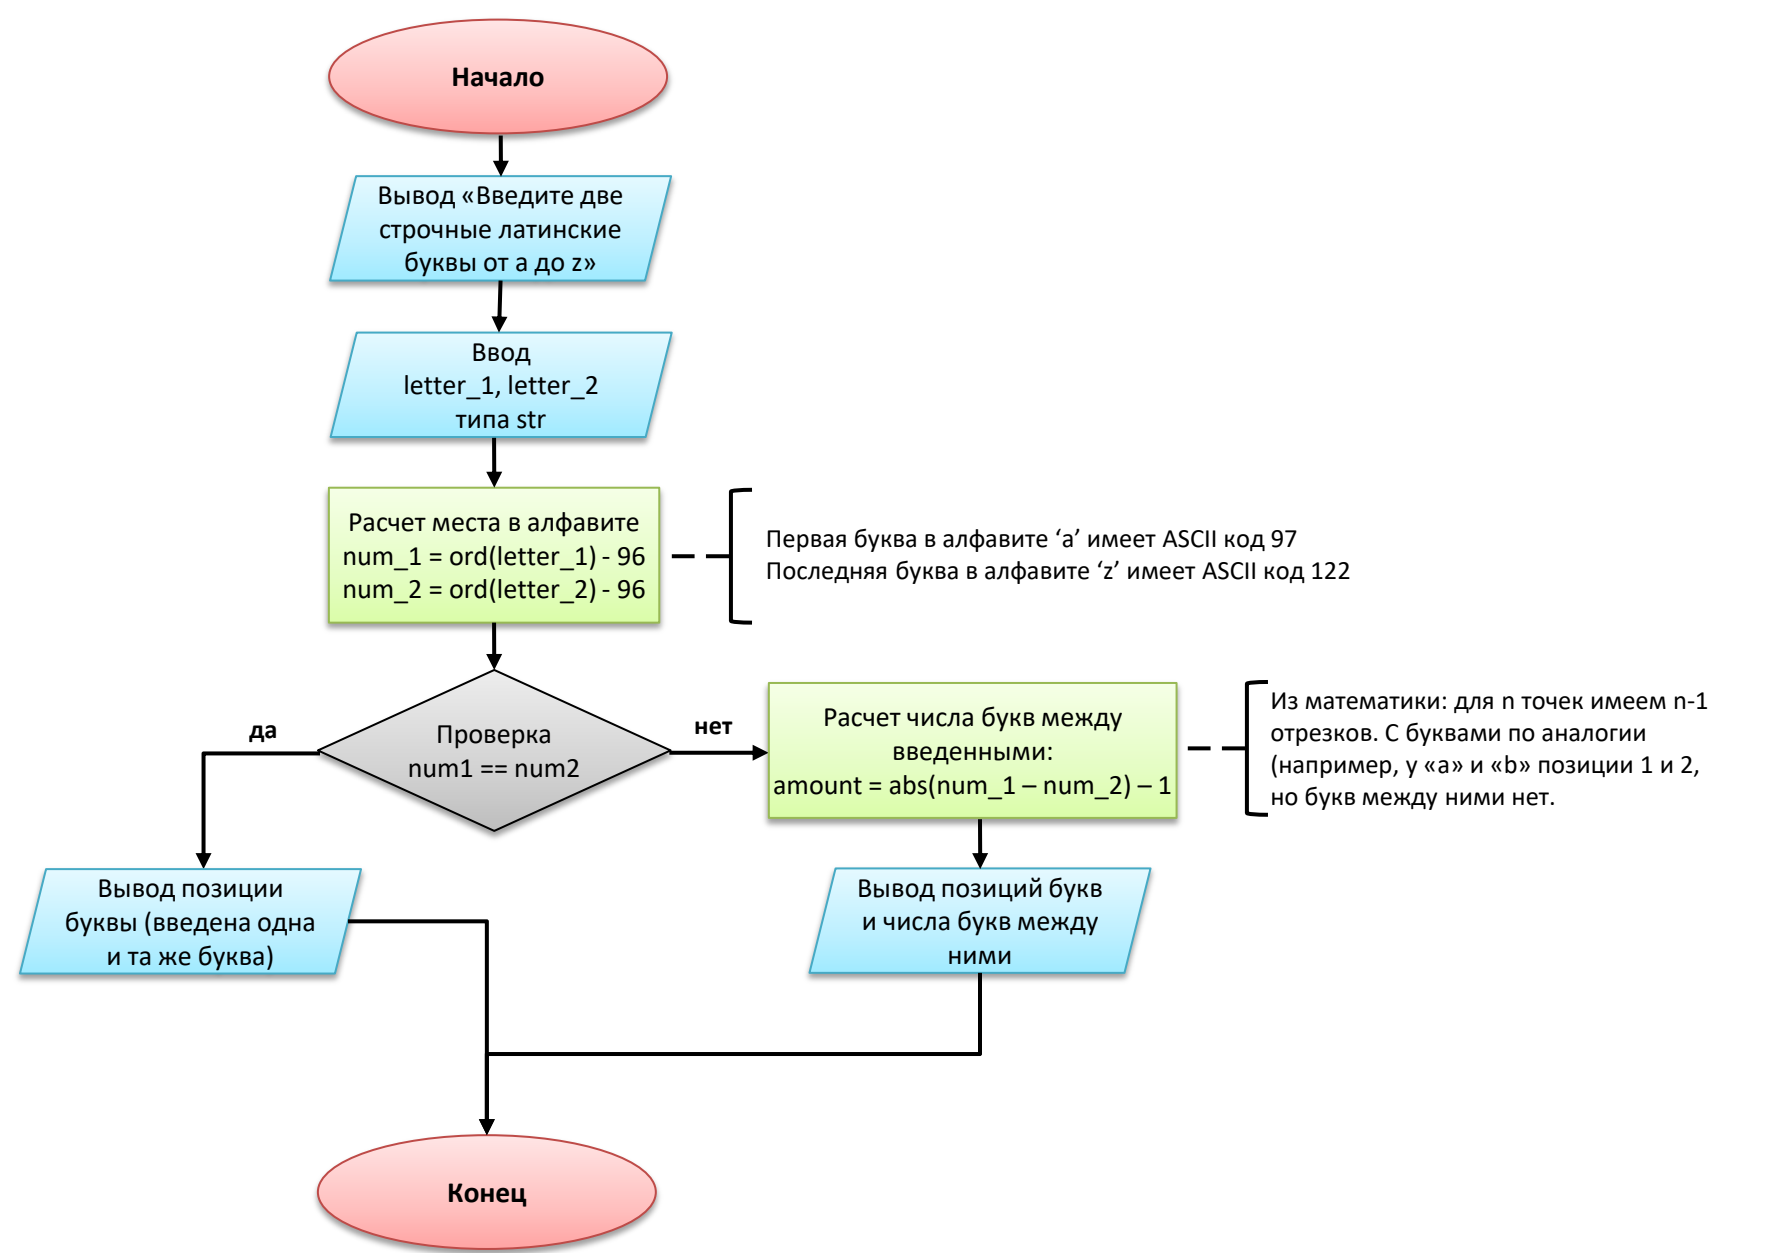 Начало
Вывод «Введите две
строчные латинские
буквы от a до z»
Ввод
letter_1, letter_2
типа str
Расчет места в алфавите
num_1 = ord(letter_1) - 96
num_2 = ord(letter_2) - 96
Первая буква в алфавите ‘a’ имеет ASCII код 97
Последняя буква в алфавите ‘z’ имеет ASCII код 122
Проверка
num1 == num2
да
нет
Расчет числа букв между
введенными:
amount = abs(num_1 – num_2) – 1
Из математики: для n точек имеем n-1
отрезков. С буквами по аналогии
(например, у «a» и «b» позиции 1 и 2,
но букв между ними нет.
Вывод позиции
буквы (введена одна
и та же буква)
Вывод позиций букв
и числа букв между
ними
Конец